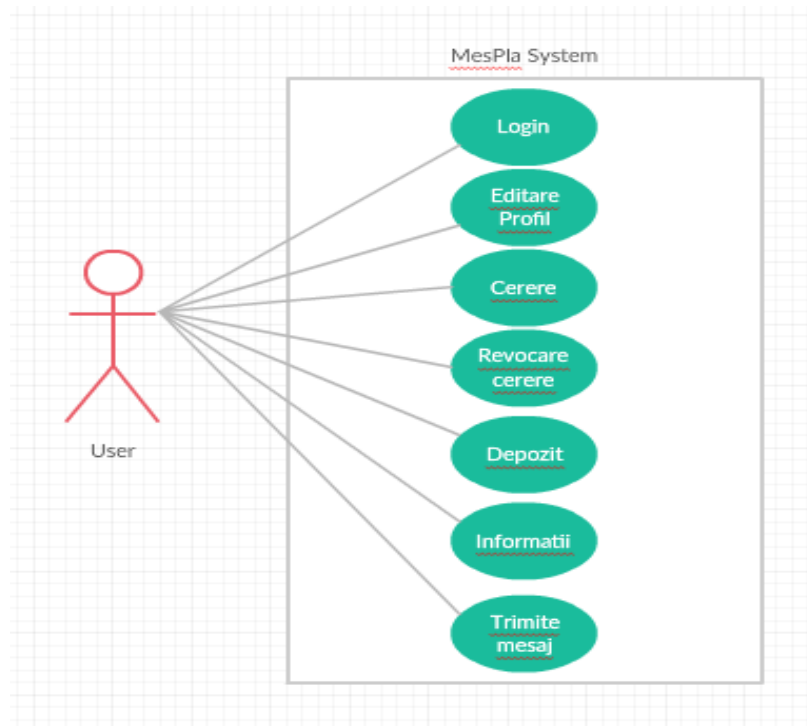 MesPla System
Login
Editare
Profil
Cerere
Revocare
cerere
User
Depozit
Informatii
Trimite
mesaj